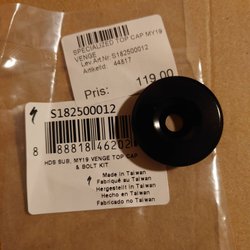 SPECIALIZED TOP CAP MY19
VENGE
Lev.Art.Nr. S182500012
ArtikelId: 44817
Pris:
119,00
S182500012
8 88818 46202
HDS SUB, MY19 VENGE TOP CAP
& BOLT KIT
Made in Taiwan
Fabriqué su Taiwan
Hergestellt in Taiwan
Hecho en Taiwan
Fabricado no Taiwan